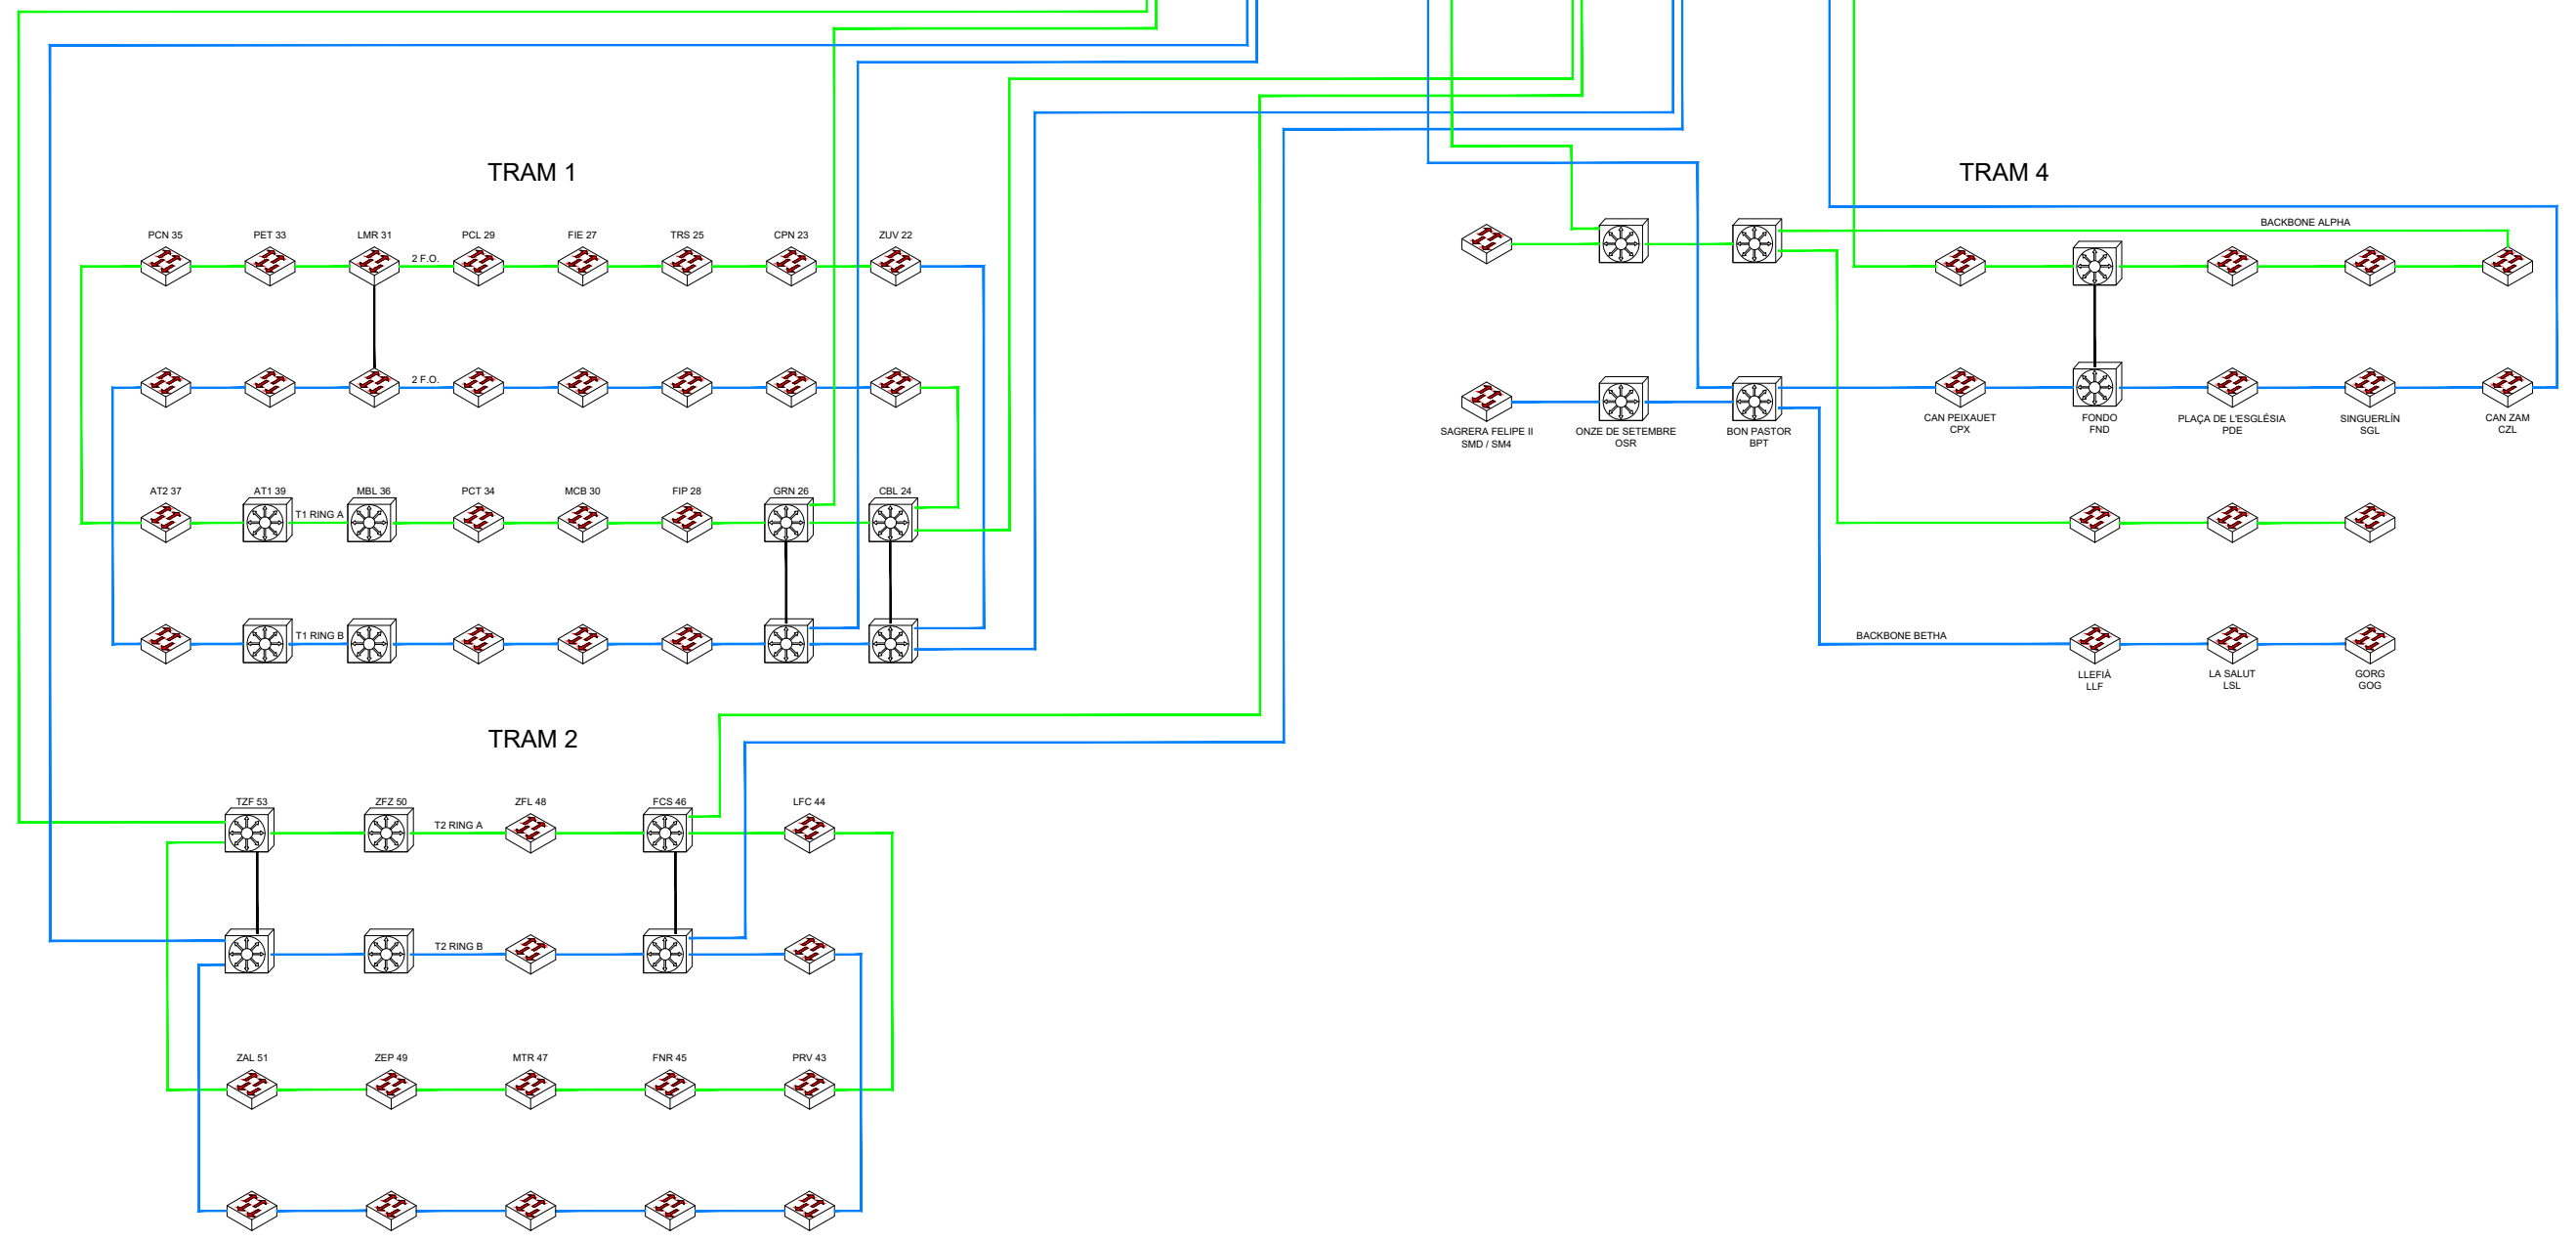 TRAM 1
TRAM 4
BACKBONE ALPHA
PCN 35
PET 33
LMR 31
PCL 29
FIE 27
TRS 25
CPN 23
ZUV 22
2 F.O.
2 F.O.
CAN PEIXAUET
CPX
FONDO
FND
PLAÇA DE L'ESGLÉSIA
PDE
SINGUERLÍN
SGL
CAN ZAM
CZL
SAGRERA FELIPE II
SMD / SM4
ONZE DE SETEMBRE
OSR
BON PASTOR
BPT
AT2 37
AT1 39
MBL 36
PCT 34
MCB 30
FIP 28
GRN 26
CBL 24
T1 RING A
T1 RING B
BACKBONE BETHA
LLEFIÀ
LLF
LA SALUT
LSL
GORG
GOG
TRAM 2
TZF 53
ZFZ 50
ZFL 48
FCS 46
LFC 44
T2 RING A
T2 RING B
ZAL 51
ZEP 49
MTR 47
FNR 45
PRV 43